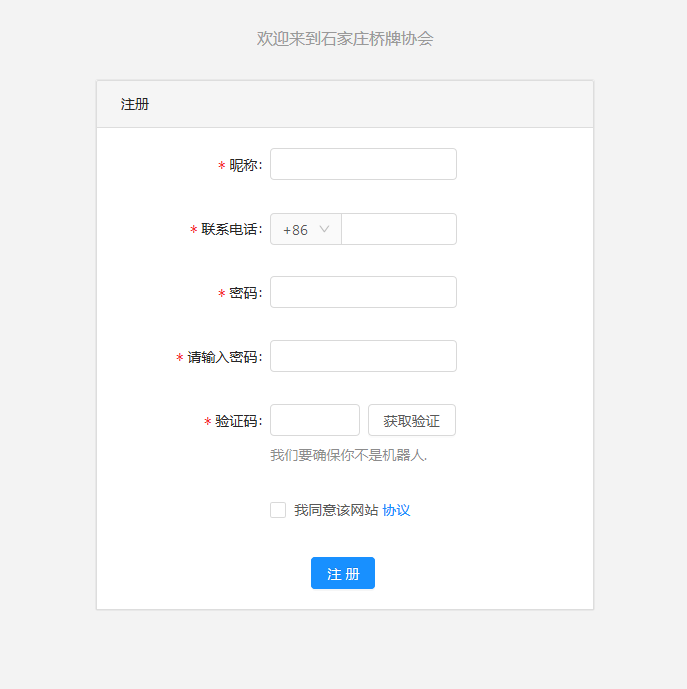 欢迎来到石家庄桥牌协会
注册
* 昵称:
* 联系电话: +86
* 密码:
* 请输入密码:
* 验证码: 获取验证
我们要确保你不是机器人.
我同意该网站 协议
注 册